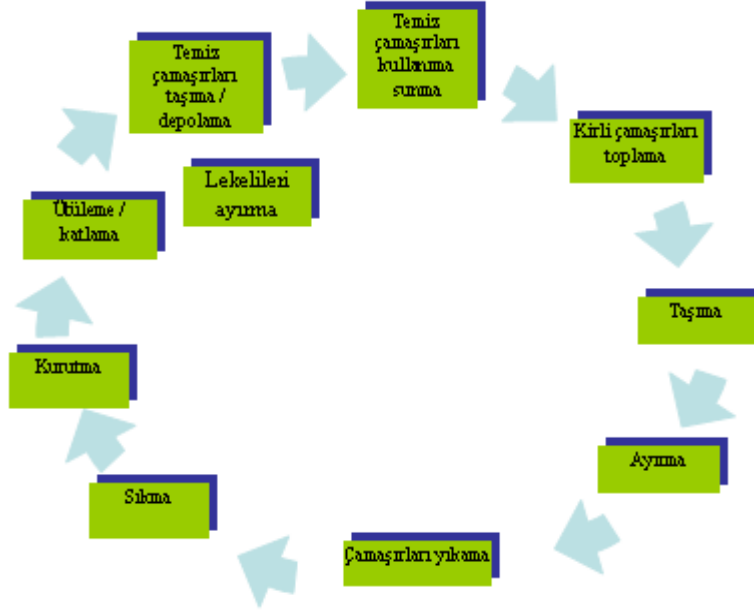 Temiz
çamaşırları
kullanıma
sunma
Kirli çamaşırları
toplama
Taşıma
Ayırma
Çamaşırları yıkama
Sıkma
Kurutma
Ütüleme /
katlama
Lekelileri
ayırma
Temiz
çamaşırları
taşıma /
depolama